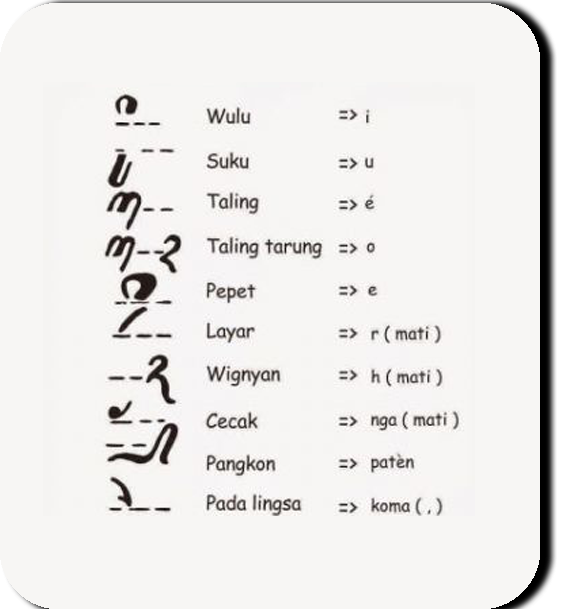 Wulu => i
Suku => u
Taling => é
Taling tarung => o
Pepet => e
Layar => r ( mati )
Wignyan => h ( mati )
Cecak => nga ( mati )
Pangkon => patèn
Pada lingsa => koma ( , )